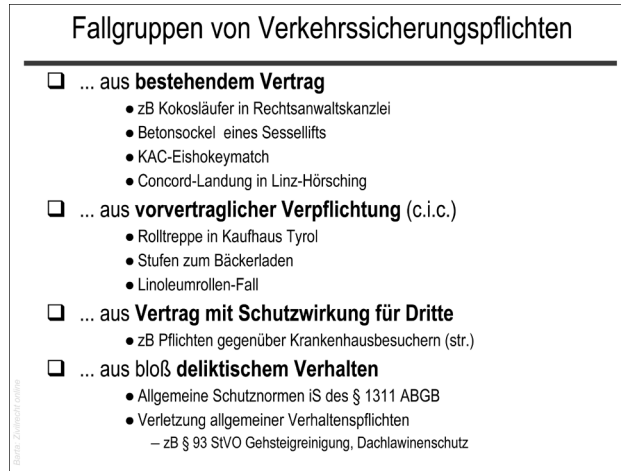 Fallgruppen von Verkehrssicherungspflichten
❑ ... aus bestehendem Vertrag
● zB Kokosläufer in Rechtsanwaltskanzlei
● Betonsockel eines Sessellifts
● KAC-Eishokeymatch
● Concord-Landung in Linz-Hörsching
❑ ... aus vorvertraglicher Verpflichtung (c.i.c.)
● Rolltreppe in Kaufhaus Tyrol
● Stufen zum Bäckerladen
● Linoleumrollen-Fall
❑ ... aus Vertrag mit Schutzwirkung für Dritte
● zB Pflichten gegenüber Krankenhausbesuchern (str.)
❑ ... aus bloß deliktischem Verhalten
● Allgemeine Schutznormen iS des § 1311 ABGB
● Verletzung allgemeiner Verhaltenspflichten
– zB § 93 StVO Gehsteigreinigung, Dachlawinenschutz
Barta: Zivilrecht online